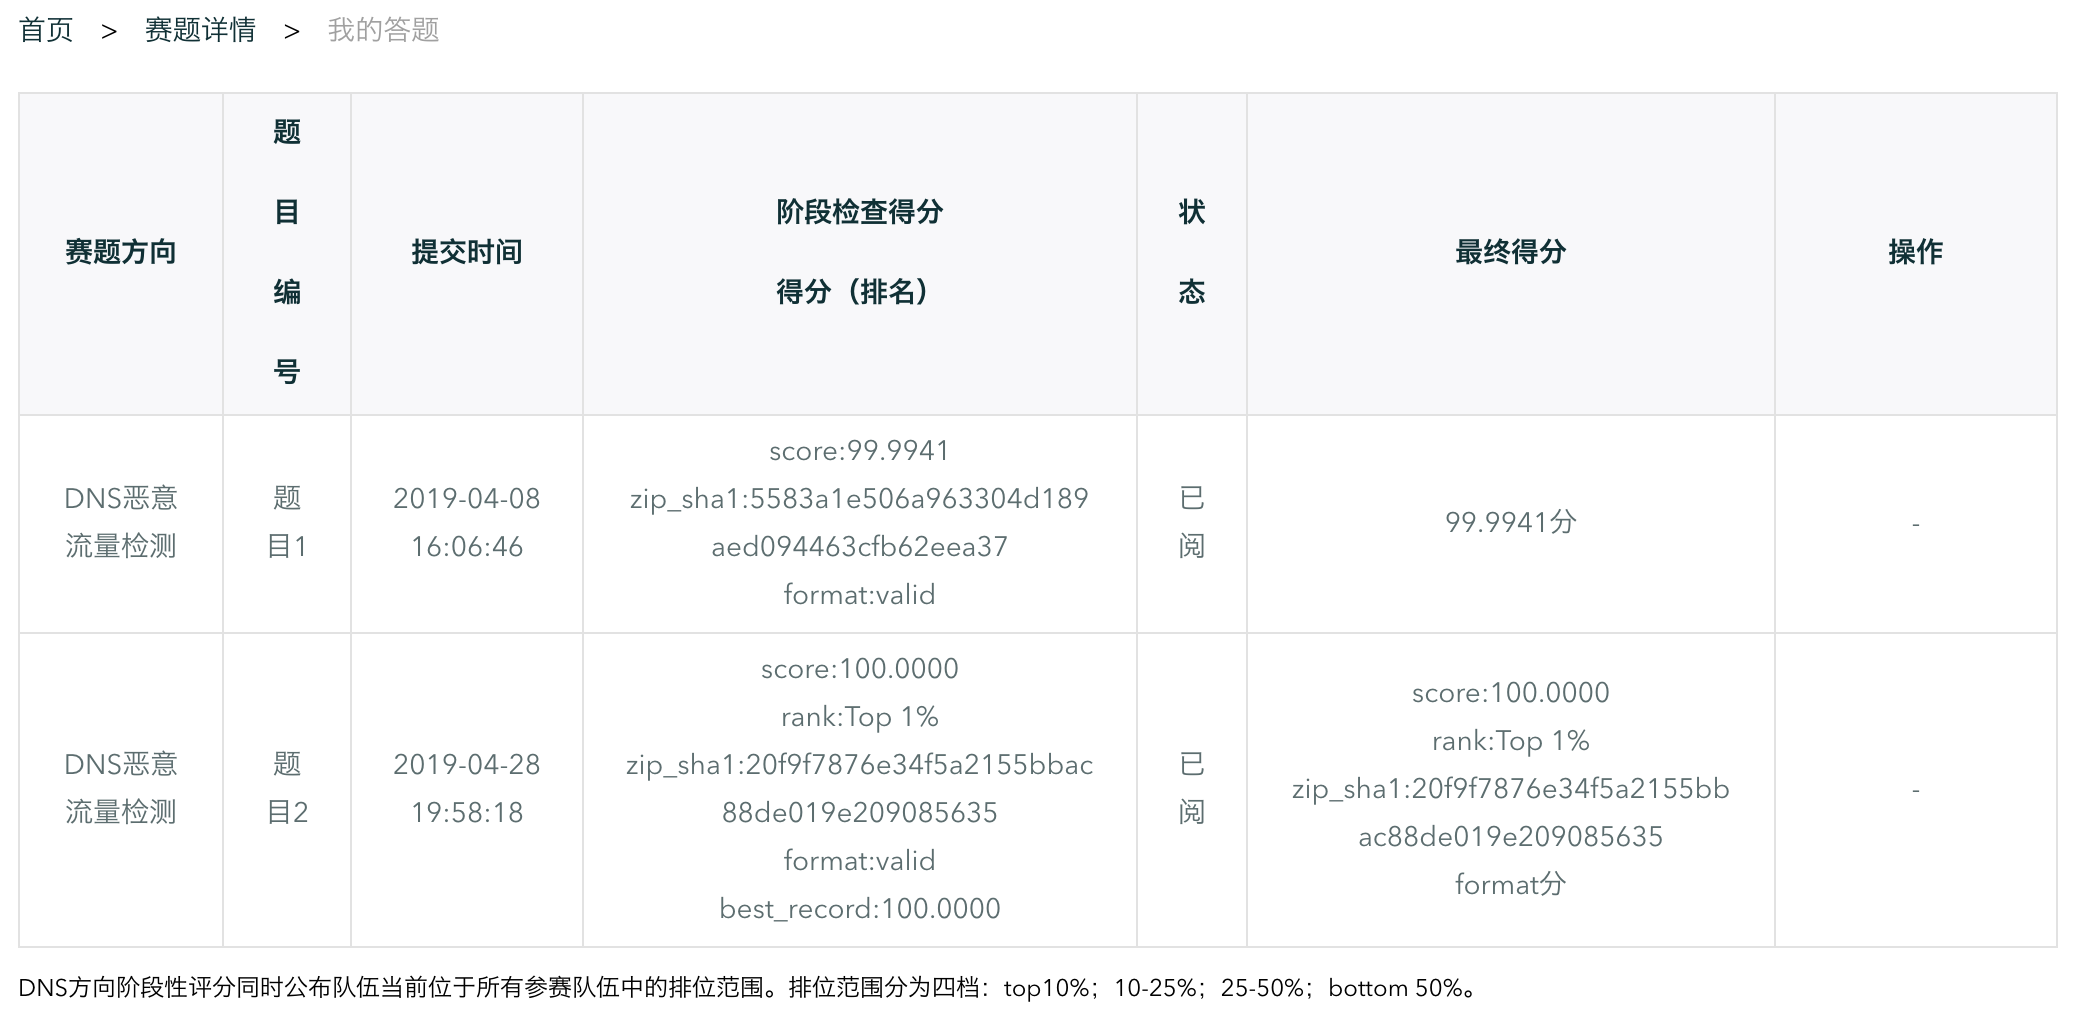 首页 > 赛题详情 > 我的答题
赛题方向
题
目
编
号
提交时间
阶段检查得分
得分（排名）
状
态
最终得分
操作
DNS恶意
流量检测
题
目1
2019-04-08
16:06:46
score:99.9941
zip_sha1:5583a1e506a963304d189
aed094463cfb62eea37
format:valid
已
阅
99.9941分
-
DNS恶意
流量检测
题
目2
2019-04-28
19:58:18
score:100.0000
rank:Top 1%
zip_sha1:20f9f7876e34f5a2155bbac
88de019e209085635
format:valid
best_record:100.0000
已
阅
score:100.0000
rank:Top 1%
zip_sha1:20f9f7876e34f5a2155bb
ac88de019e209085635
format分
-
DNS方向阶段性评分同时公布队伍当前位于所有参赛队伍中的排位范围。排位范围分为四档：top10%；10-25%；25-50%；bottom 50%。